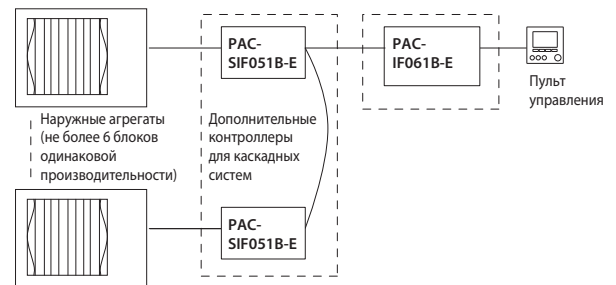 PAC-
SIF051B-E
PAC-
IF061B-E
Пульт
управления
Наружные агрегаты
(не более 6 блоков
одинаковой
производительности)
Дополнительные
контроллеры
для каскадных
систем
PAC-
SIF051B-E